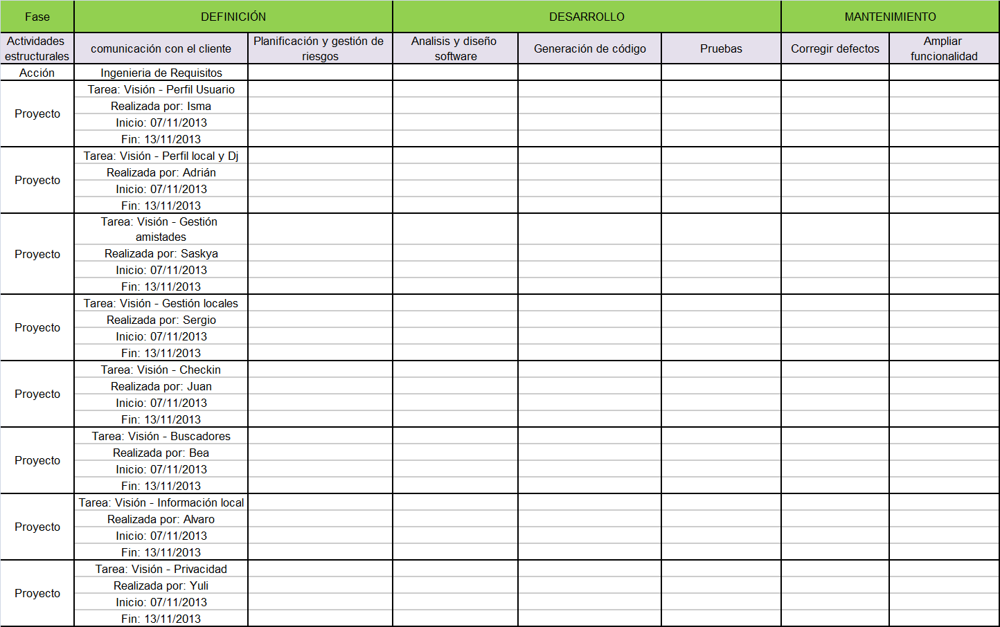 Fase
DEFINICIÓN
DESARROLLO
MANTENIMIENTO
Actividades
estructurales
comunicación con el cliente
Planificación y gestión de
riesgos
Analisis y diseño
software
Generación de código
Pruebas
Corregir defectos
Ampliar
funcionalidad
Acción
Ingenieria de Requisitos
Proyecto
Tarea: Visión - Perfil Usuario
Realizada por: Isma
Inicio: 07/11/2013
Fin: 13/11/2013
Proyecto
Tarea: Visión - Perfil local y Dj
Realizada por: Adrián
Inicio: 07/11/2013
Fin: 13/11/2013
Proyecto
Tarea: Visión - Gestión
amistades
Realizada por: Saskya
Inicio: 07/11/2013
Fin: 13/11/2013
Proyecto
Tarea: Visión - Gestión locales
Realizada por: Sergio
Inicio: 07/11/2013
Fin: 13/11/2013
Proyecto
Tarea: Visión - Checkin
Realizada por: Juan
Inicio: 07/11/2013
Fin: 13/11/2013
Proyecto
Tarea: Visión - Buscadores
Realizada por: Bea
Inicio: 07/11/2013
Fin: 13/11/2013
Proyecto
Tarea: Visión - Información local
Realizada por: Alvaro
Inicio: 07/11/2013
Fin: 13/11/2013
Proyecto
Tarea: Visión - Privacidad
Realizada por: Yuli
Inicio: 07/11/2013
Fin: 13/11/2013